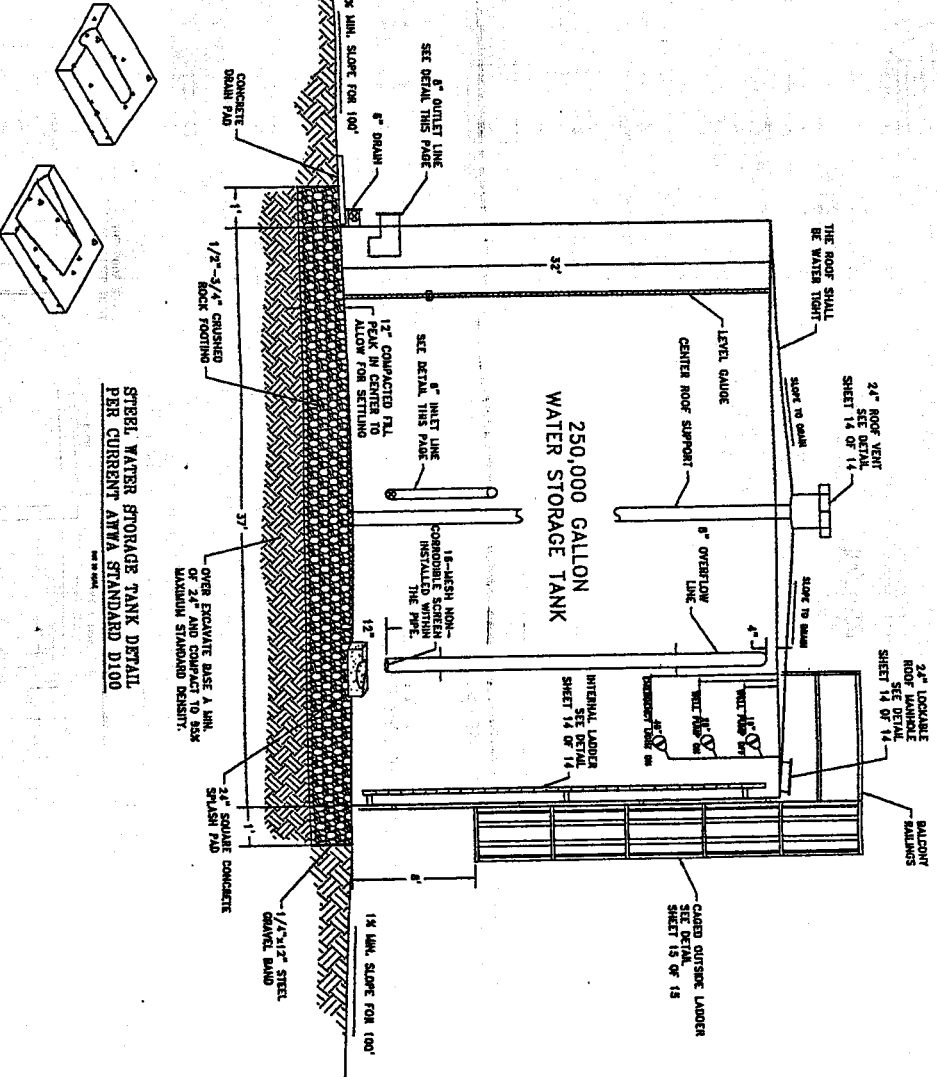 24" ROOF VENT
SEE DETAIL
SHEET 14 OF 14
24" LOCKABLE
ROOF MANHOLE
SEE DETAIL
SHEET 14 OF 14
BALCONY
RAILINGS
THE ROOF SHALL
BE WATER TIGHT
SLOPE TO DRAIN
SLOPE TO DRAIN
LEVEL GAUGE
CENTER ROOF SUPPORT
8" OVERFLOW
LINE
4"
WELL PUMP OFF
WELL PUMP ON
CAGED OUTSIDE LADDER
SEE DETAIL
SHEET 15 OF 15
INTERNAL LADDER
SEE DETAIL
SHEET 14 OF 14
250,000 GALLON
WATER STORAGE TANK
32'
8" OUTLET LINE
SEE DETAIL THIS PAGE
8" INLET LINE
SEE DETAIL THIS PAGE
16-MESH NON-
CORRODIBLE SCREEN
INSTALLED WITHIN
THE PIPE.
12"
8'
DRAIN
% MIN. SLOPE FOR 100'
12" COMPACTED FILL
PEAK IN CENTER TO
ALLOW FOR SETTLING
1% MIN. SLOPE FOR 100'
CONCRETE
DRAIN PAD
1'
37'
1'
1/2"-3/4" CRUSHED
ROCK FOOTING
OVER EXCAVATE BASE A MIN.
OF 24" AND COMPACT TO 95%
MAXIMUM STANDARD DENSITY.
24" SQUARE CONCRETE
SPLASH PAD
1/4"x12" STEEL
GRAVEL BAND
STEEL WATER STORAGE TANK DETAIL
PER CURRENT AWWA STANDARD D100